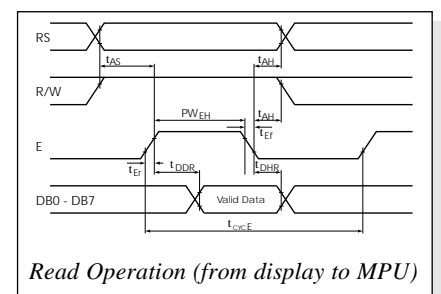 RS
tAS
tAH
R/W
PWEH
tAH
tEf
E
tEr
tDDR
tDHR
DB0 - DB7
Valid Data
tCYCE
Read Operation (from display to MPU)